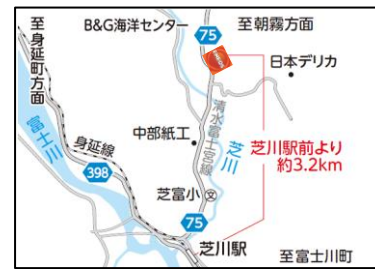 B&G海洋センター
至朝霧方面
75
日本デリカ
至
身延町方面
清水富士宮線
中部紙工
芝川
芝川駅前より
約3.2km
富士川
身延線
398
芝富小
文
75
芝川駅
至富士川町